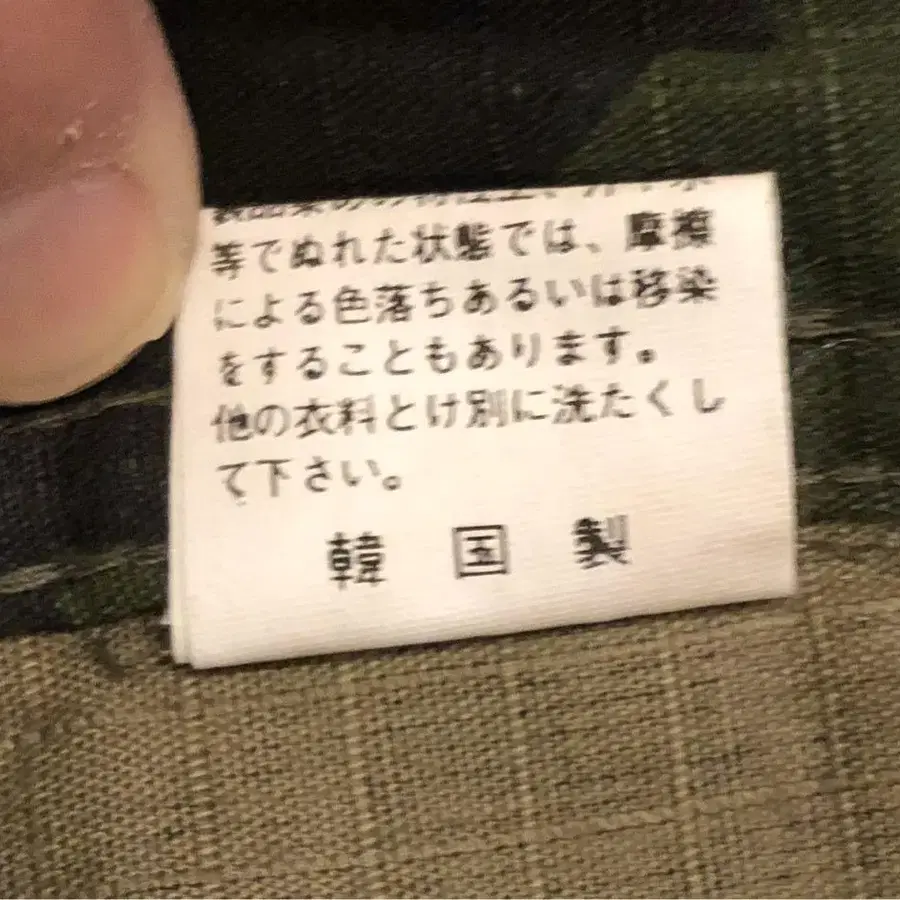 等でぬれた状態では、摩擦
による色落ちあるいは移染
をすることもあります。
他の衣料とけ別に洗たくし
て下さい。
韓 国 製